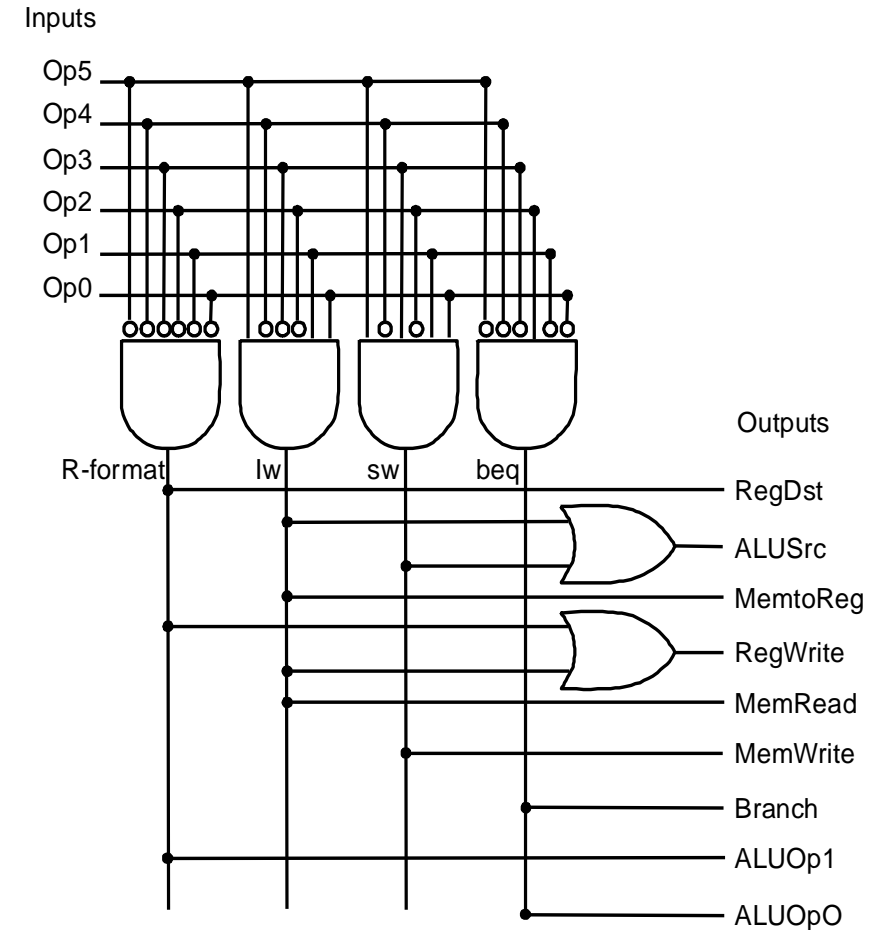 Inputs
Op5
Op4
Op3
Op2
Op1
Op0
Outputs
R-format
lw
sw
beq
RegDst
ALUSrc
MemtoReg
RegWrite
MemRead
MemWrite
Branch
ALUOp1
ALUOpO